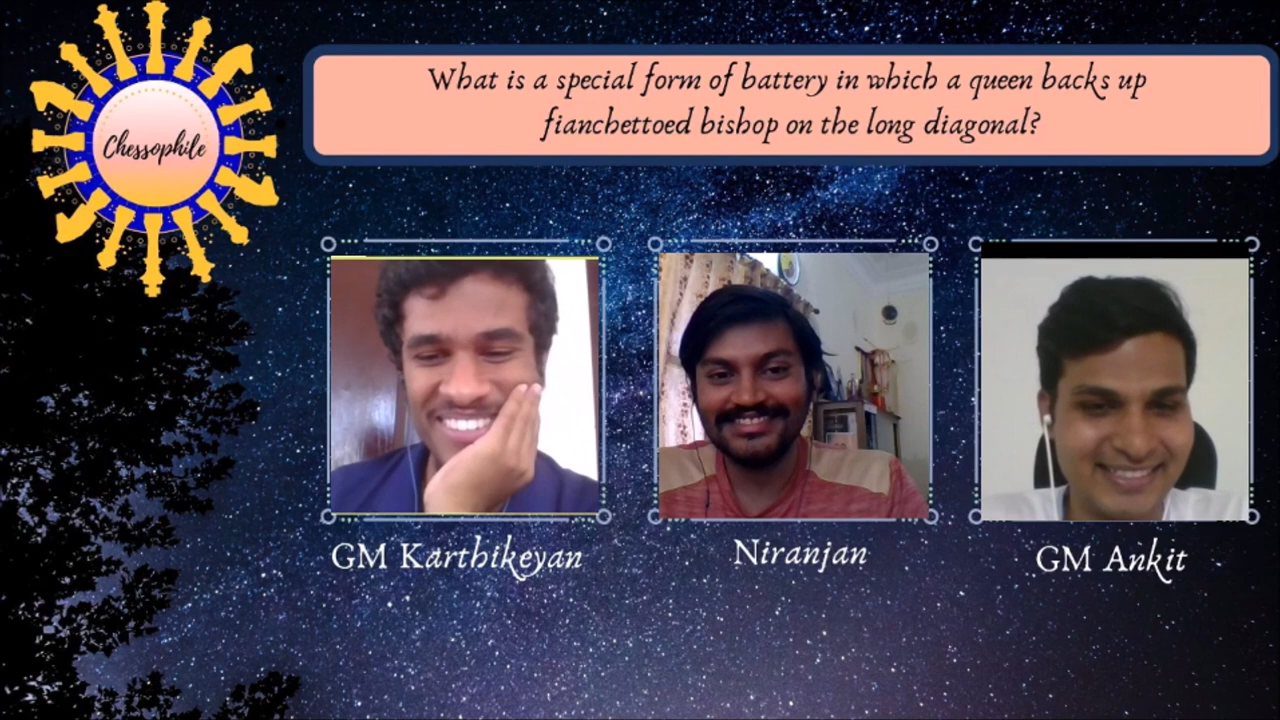 Chessophile
What is a special form of battery in which a queen backs up
fianchettoed bishop on the long diagonal?
GM Karthikeyan
Niranjan
GM Ankit